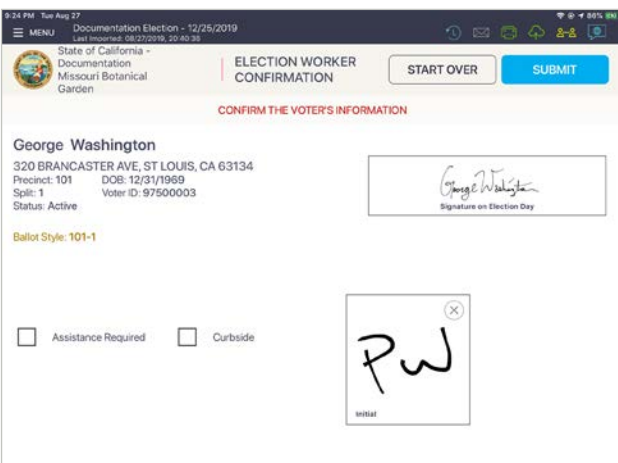 9:24 PM Tue Aug 27
86%
MENU
Documentation Election - 12/25/2019
Last Imported: 08/27/2019, 20:40:36
State of California -
Documentation
Missouri Botanical
Garden
ELECTION WORKER
CONFIRMATION
START OVER
SUBMIT
CONFIRM THE VOTER'S INFORMATION
George Washington
320 BRANCASTER AVE, ST LOUIS, CA 63134
Precinct: 101 DOB: 12/31/1969
Split: 1 Voter ID: 97500003
Status: Active
George Washington
Signature on Election Day
Ballot Style: 101-1
Assistance Required
Curbside
PW
Initial